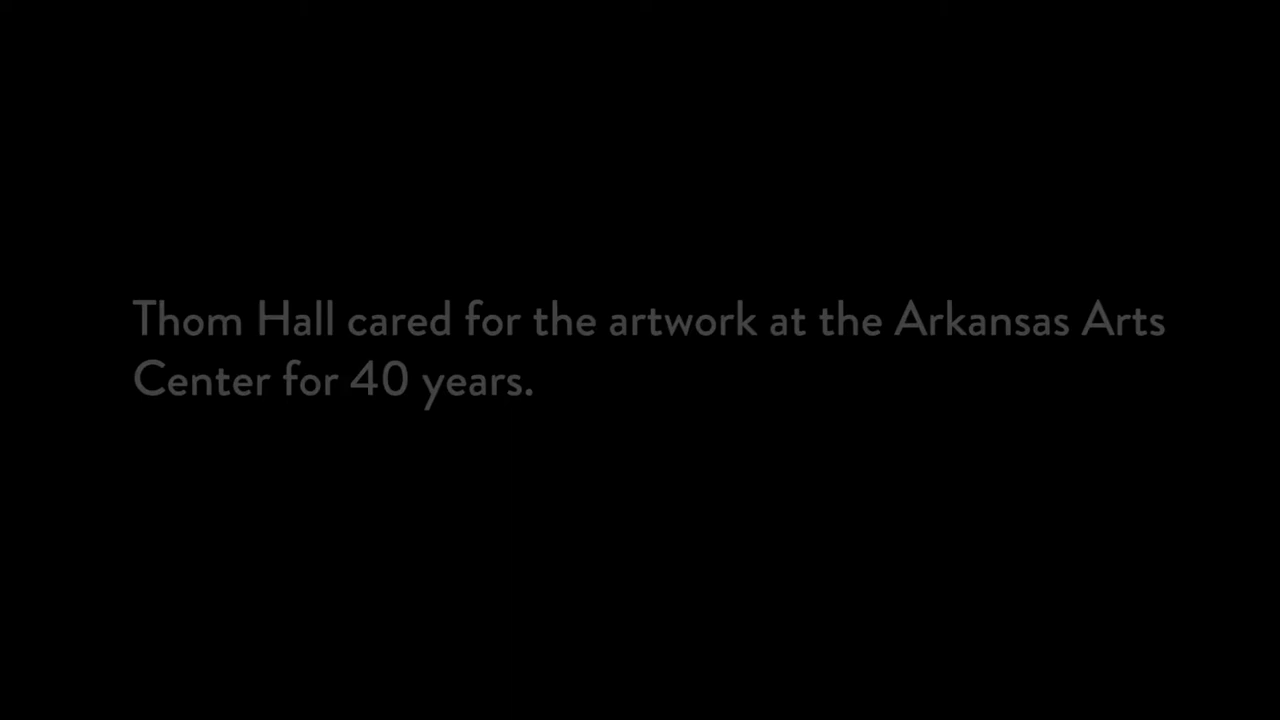 Thom Hall cared for the artwork at the Arkansas Arts
Center for 40 years.